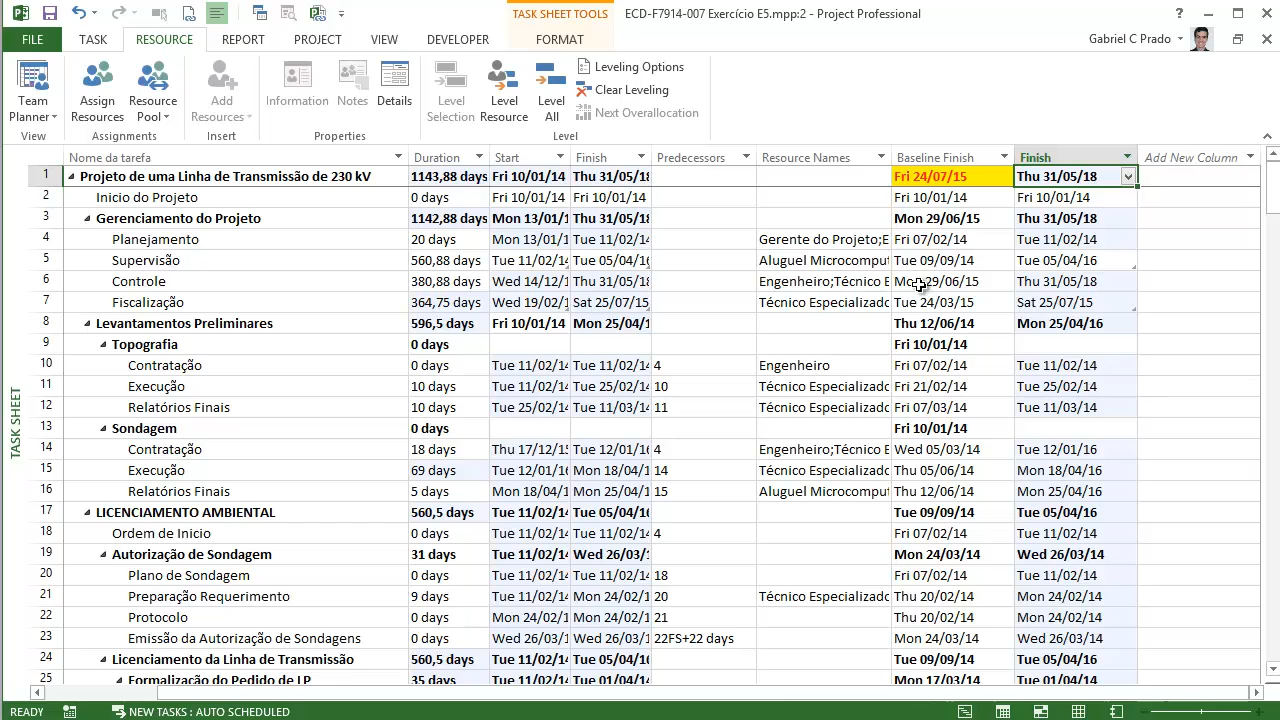 TASK SHEET TOOLS
ECD-F7914-007 Exercício E5.mpp:2 - Project Professional
FILE TASK RESOURCE REPORT PROJECT VIEW DEVELOPER FORMAT Gabriel C Prado
Team Planner Assign Resources Resource Pool Add Resources Information Notes Details Level Selection Level Resource Level All
Leveling Options
Clear Leveling
Next Overallocation
View Assignments Insert Properties Level
Nome da tarefa Duration Start Finish Predecessors Resource Names Baseline Finish Finish Add New Column
1 Projeto de uma Linha de Transmissão de 230 kV 1143,88 days Fri 10/01/14 Thu 31/05/18 Fri 24/07/15 Thu 31/05/18
2 Inicio do Projeto 0 days Fri 10/01/14 Fri 10/01/14 Fri 10/01/14 Fri 10/01/14
3 Gerenciamento do Projeto 1142,88 days Mon 13/01/1 Thu 31/05/18 Mon 29/06/15 Thu 31/05/18
4 Planejamento 20 days Mon 13/01/1 Tue 11/02/14 Gerente do Projeto;E Fri 07/02/14 Tue 11/02/14
5 Supervisão 560,88 days Tue 11/02/14 Tue 05/04/16 Aluguel Microcomput Tue 09/09/14 Tue 05/04/16
6 Controle 380,88 days Wed 14/12/1 Thu 31/05/18 Engenheiro;Técnico E Mon 29/06/15 Thu 31/05/18
7 Fiscalização 364,75 days Wed 19/02/1 Sat 25/07/15 Técnico Especializado Tue 24/03/15 Sat 25/07/15
8 Levantamentos Preliminares 596,5 days Fri 10/01/14 Mon 25/04/1 Thu 12/06/14 Mon 25/04/16
9 Topografia 0 days Fri 10/01/14
10 Contratação 0 days Tue 11/02/14 Tue 11/02/14 4 Engenheiro Fri 07/02/14 Tue 11/02/14
11 Execução 10 days Tue 11/02/14 Tue 25/02/14 10 Técnico Especializado Fri 21/02/14 Tue 25/02/14
12 Relatórios Finais 10 days Tue 25/02/14 Tue 11/03/14 11 Técnico Especializado Fri 07/03/14 Tue 11/03/14
13 Sondagem 0 days Fri 10/01/14
14 Contratação 18 days Thu 17/12/15 Tue 12/01/16 4 Engenheiro;Técnico E Wed 05/03/14 Tue 12/01/16
15 Execução 69 days Tue 12/01/16 Mon 18/04/1 14 Técnico Especializado Thu 05/06/14 Mon 18/04/16
16 Relatórios Finais 5 days Mon 18/04/1 Mon 25/04/1 15 Aluguel Microcomput Thu 12/06/14 Mon 25/04/16
17 LICENCIAMENTO AMBIENTAL 560,5 days Tue 11/02/14 Tue 05/04/16 Tue 09/09/14 Tue 05/04/16
18 Ordem de Inicio 0 days Tue 11/02/14 Tue 11/02/14 4 Fri 07/02/14 Tue 11/02/14
19 Autorização de Sondagem 31 days Tue 11/02/14 Wed 26/03/1 Mon 24/03/14 Wed 26/03/14
20 Plano de Sondagem 0 days Tue 11/02/14 Tue 11/02/14 18 Fri 07/02/14 Tue 11/02/14
21 Preparação Requerimento 9 days Tue 11/02/14 Mon 24/02/1 20 Técnico Especializado Thu 20/02/14 Mon 24/02/14
22 Protocolo 0 days Mon 24/02/1 Mon 24/02/1 21 Thu 20/02/14 Mon 24/02/14
23 Emissão da Autorização de Sondagens 0 days Wed 26/03/1 Wed 26/03/1 22FS+22 days Mon 24/03/14 Wed 26/03/14
24 Licenciamento da Linha de Transmissão 560,5 days Tue 11/02/14 Tue 05/04/16 Tue 09/09/14 Tue 05/04/16
25 Formalização do Pedido de LP 35 days Tue 11/02/14 Tue 01/04/14 Mon 17/03/14 Tue 01/04/14
TASK SHEET
READY NEW TASKS : AUTO SCHEDULED